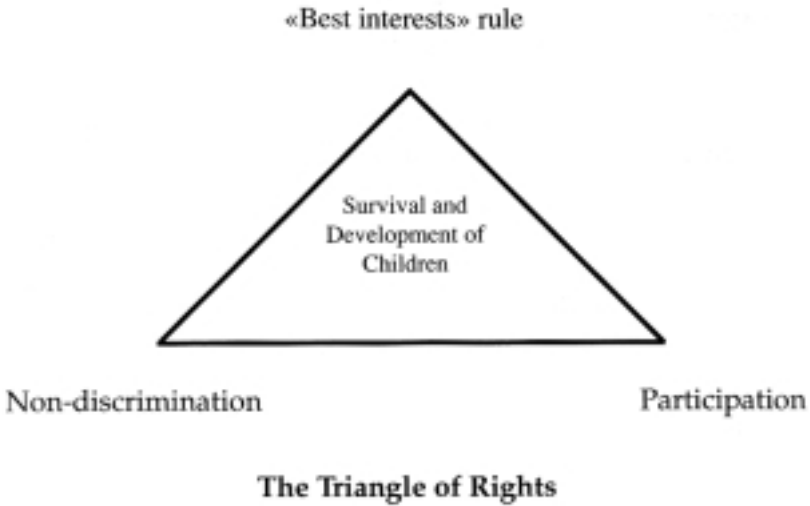 «Best interests» rule
Survival and
Development of
Children
Non-discrimination
Participation
The Triangle of Rights